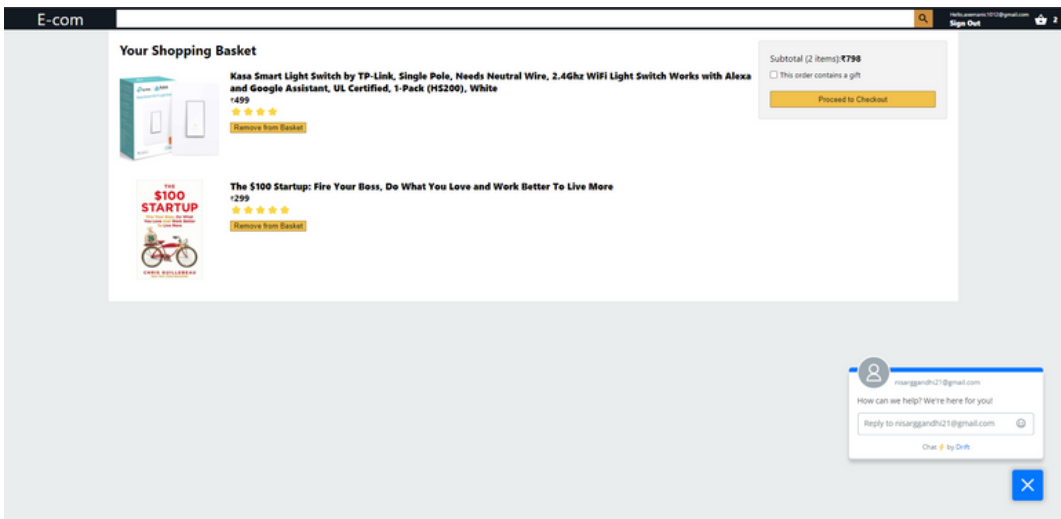 E-com
Sign Out
2
Your Shopping Basket
Kasa Smart Light Switch by TP-Link, Single Pole, Needs Neutral Wire, 2.4Ghz WiFi Light Switch Works with Alexa
and Google Assistant, UL Certified, 1-Pack (HS200), White
₹499
Remove from Basket
THE
$100
STARTUP
CHRIS GUILLEBEAU
The $100 Startup: Fire Your Boss, Do What You Love and Work Better To Live More
₹299
Remove from Basket
Subtotal (2 items):₹798
This order contains a gift
Proceed to Checkout
nisarggandhi21@gmail.com
How can we help? We're here for you!
Reply to nisarggandhi21@gmail.com
Chat ⚡ by Drift